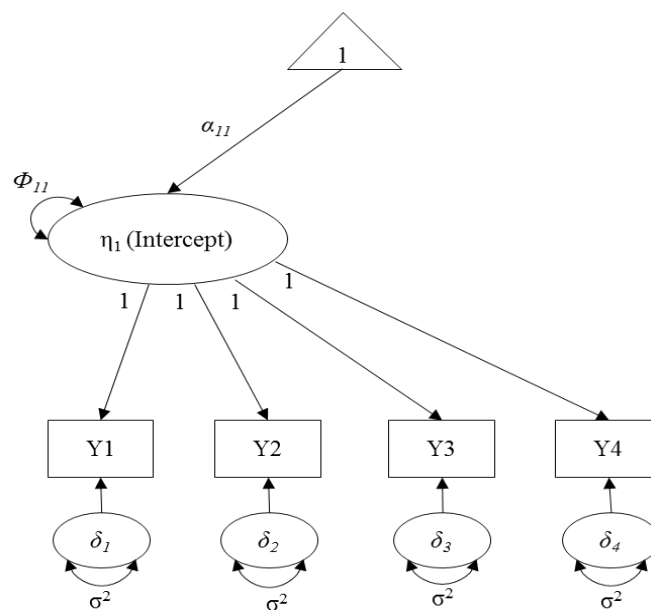 1
α₁₁
Φ₁₁
η₁ (Intercept)
1 1 1 1
Y1 Y2 Y3 Y4
δ₁ δ₂ δ₃ δ₄
σ² σ² σ² σ²